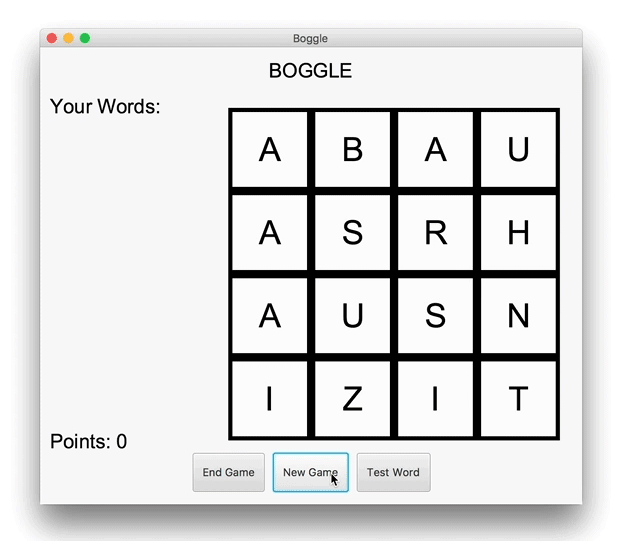 Boggle
BOGGLE
Your Words:
A B A U
A S R H
A U S N
I Z I T
Points: 0
End Game New Game Test Word